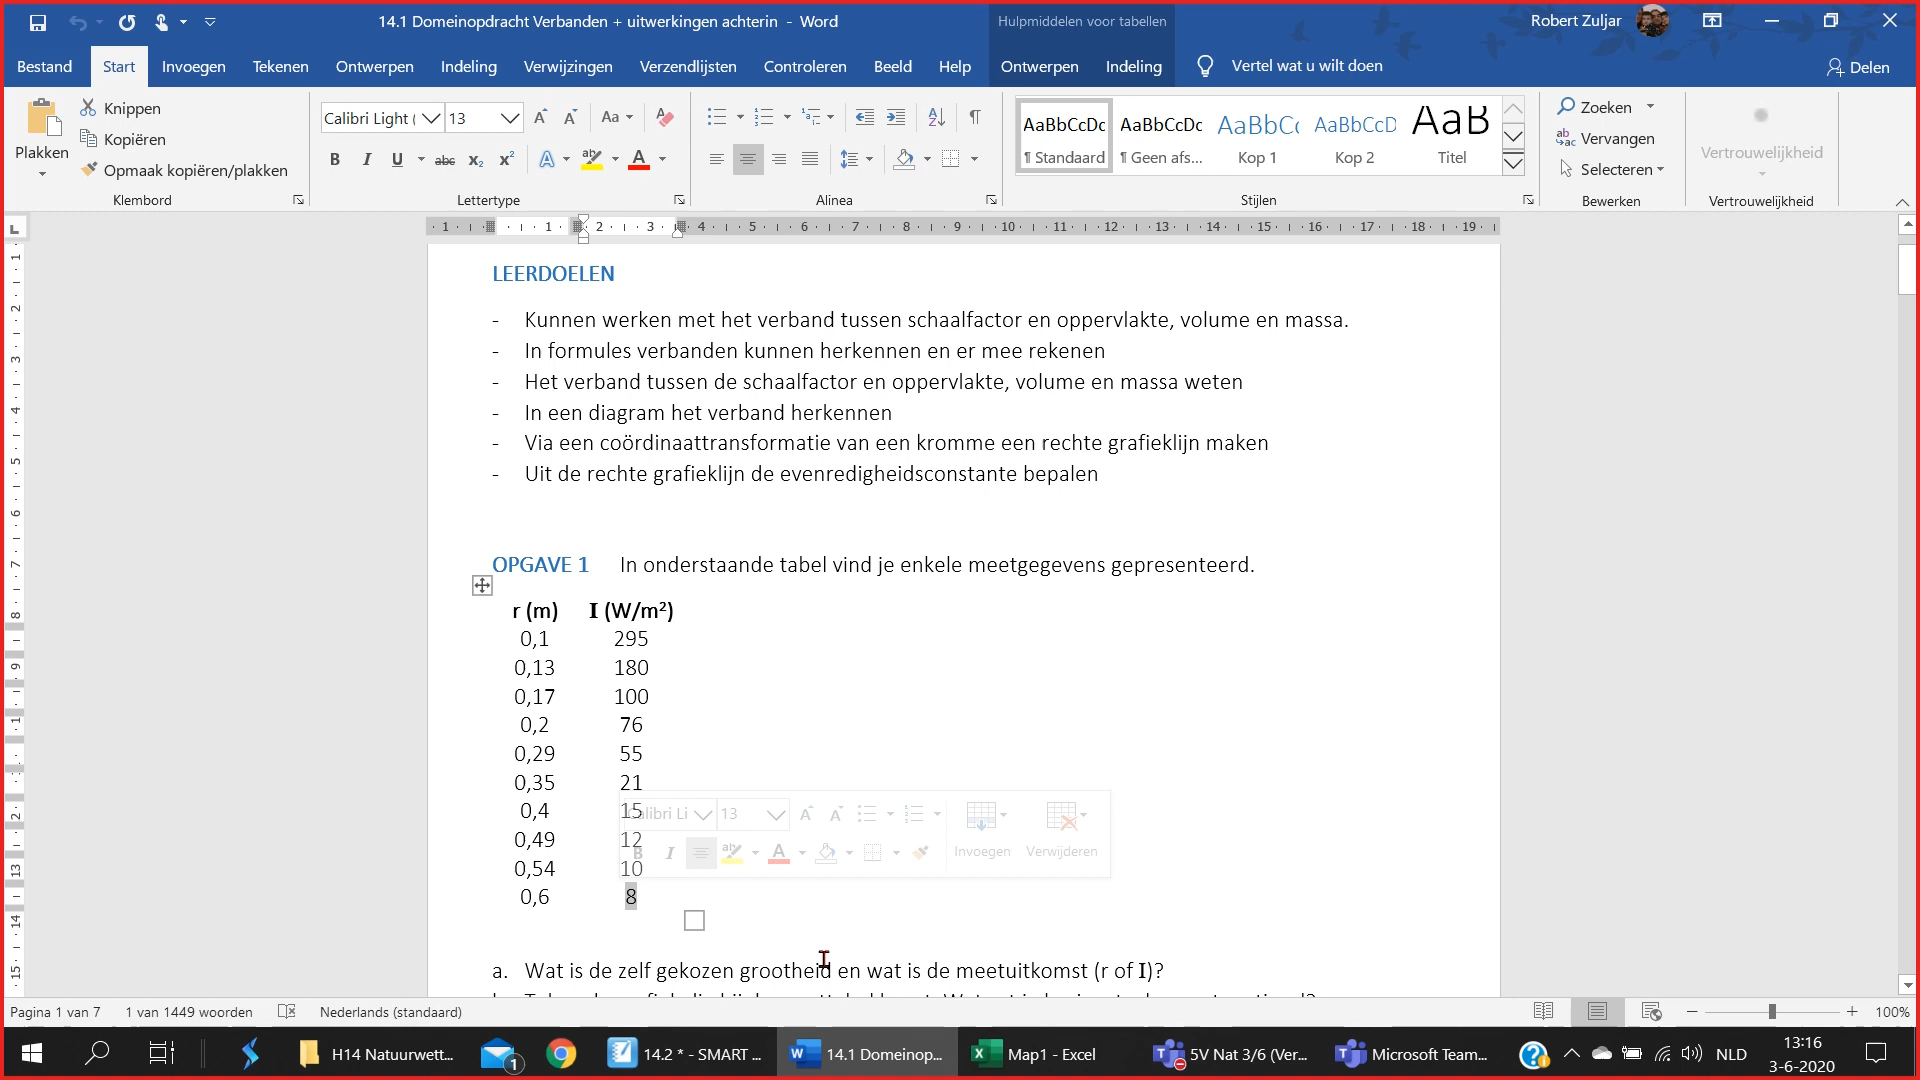 14.1 Domeinopdracht Verbanden + uitwerkingen achterin - Word
Hulpmiddelen voor tabellen
Robert Zuljar
Bestand Start Invoegen Tekenen Ontwerpen Indeling Verwijzingen Verzendlijsten Controleren Beeld Help Ontwerpen Indeling Vertel wat u wilt doen Delen
Plakken
Knippen
Kopiëren
Opmaak kopiëren/plakken
Klembord
Calibri Light ( 13
Lettertype
Alinea
AaBbCcDc ¶ Standaard
AaBbCcDc ¶ Geen afs...
AaBbCc Kop 1
AaBbCcD Kop 2
AaB Titel
Stijlen
Zoeken
Vervangen
Selecteren
Bewerken
Vertrouwelijkheid
Vertrouwelijkheid
LEERDOELEN
- Kunnen werken met het verband tussen schaalfactor en oppervlakte, volume en massa.
- In formules verbanden kunnen herkennen en er mee rekenen
- Het verband tussen de schaalfactor en oppervlakte, volume en massa weten
- In een diagram het verband herkennen
- Via een coördinaattransformatie van een kromme een rechte grafieklijn maken
- Uit de rechte grafieklijn de evenredigheidsconstante bepalen
OPGAVE 1 In onderstaande tabel vind je enkele meetgegevens gepresenteerd.
r (m) I (W/m²)
0,1 295
0,13 180
0,17 100
0,2 76
0,29 55
0,35 21
0,4 15
0,49 12
0,54 10
0,6 8
Calibri Li 13
Invoegen Verwijderen
a. Wat is de zelf gekozen grootheid en wat is de meetuitkomst (r of I)?
Pagina 1 van 7 1 van 1449 woorden Nederlands (standaard) 100%
H14 Natuurwett... 1 14.2 * - SMART ... 14.1 Domeinop... Map1 - Excel 5V Nat 3/6 (Ver... Microsoft Team... NLD 13:16
3-6-2020